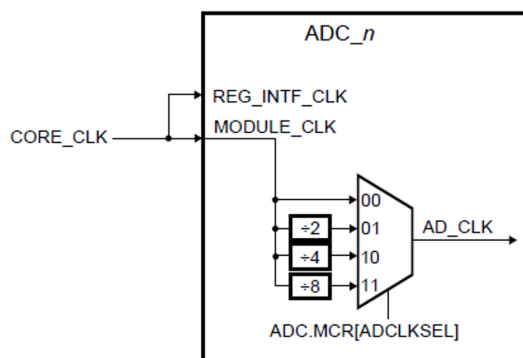 ADC_n
REG_INTF_CLK
CORE_CLK
MODULE_CLK
00
÷2
01
AD_CLK
÷4
10
÷8
11
ADC.MCR[ADCLKSEL]